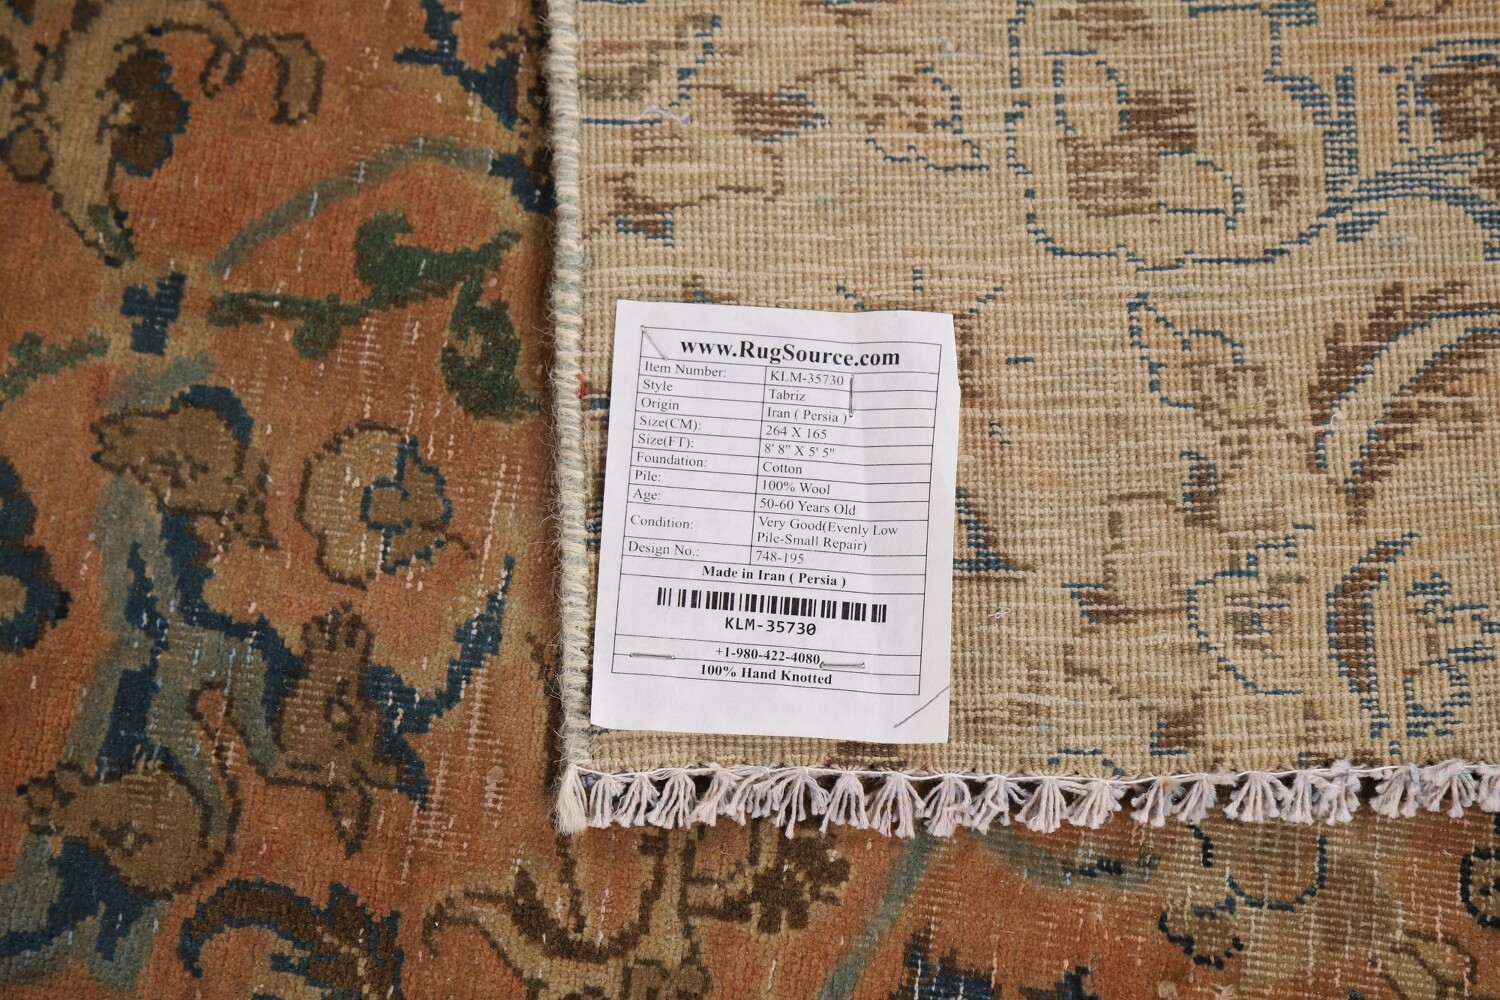 www.RugSource.com
Item Number: KLM-35730
Style Tabriz
Origin Iran ( Persia )
Size(CM): 264 X 165
Size(FT): 8' 8" X 5' 5"
Foundation: Cotton
Pile: 100% Wool
Age: 50-60 Years Old
Condition: Very Good(Evenly Low
Pile-Small Repair)
Design No.: 748-195
Made in Iran ( Persia )
KLM-35730
+1-980-422-4080
100% Hand Knotted